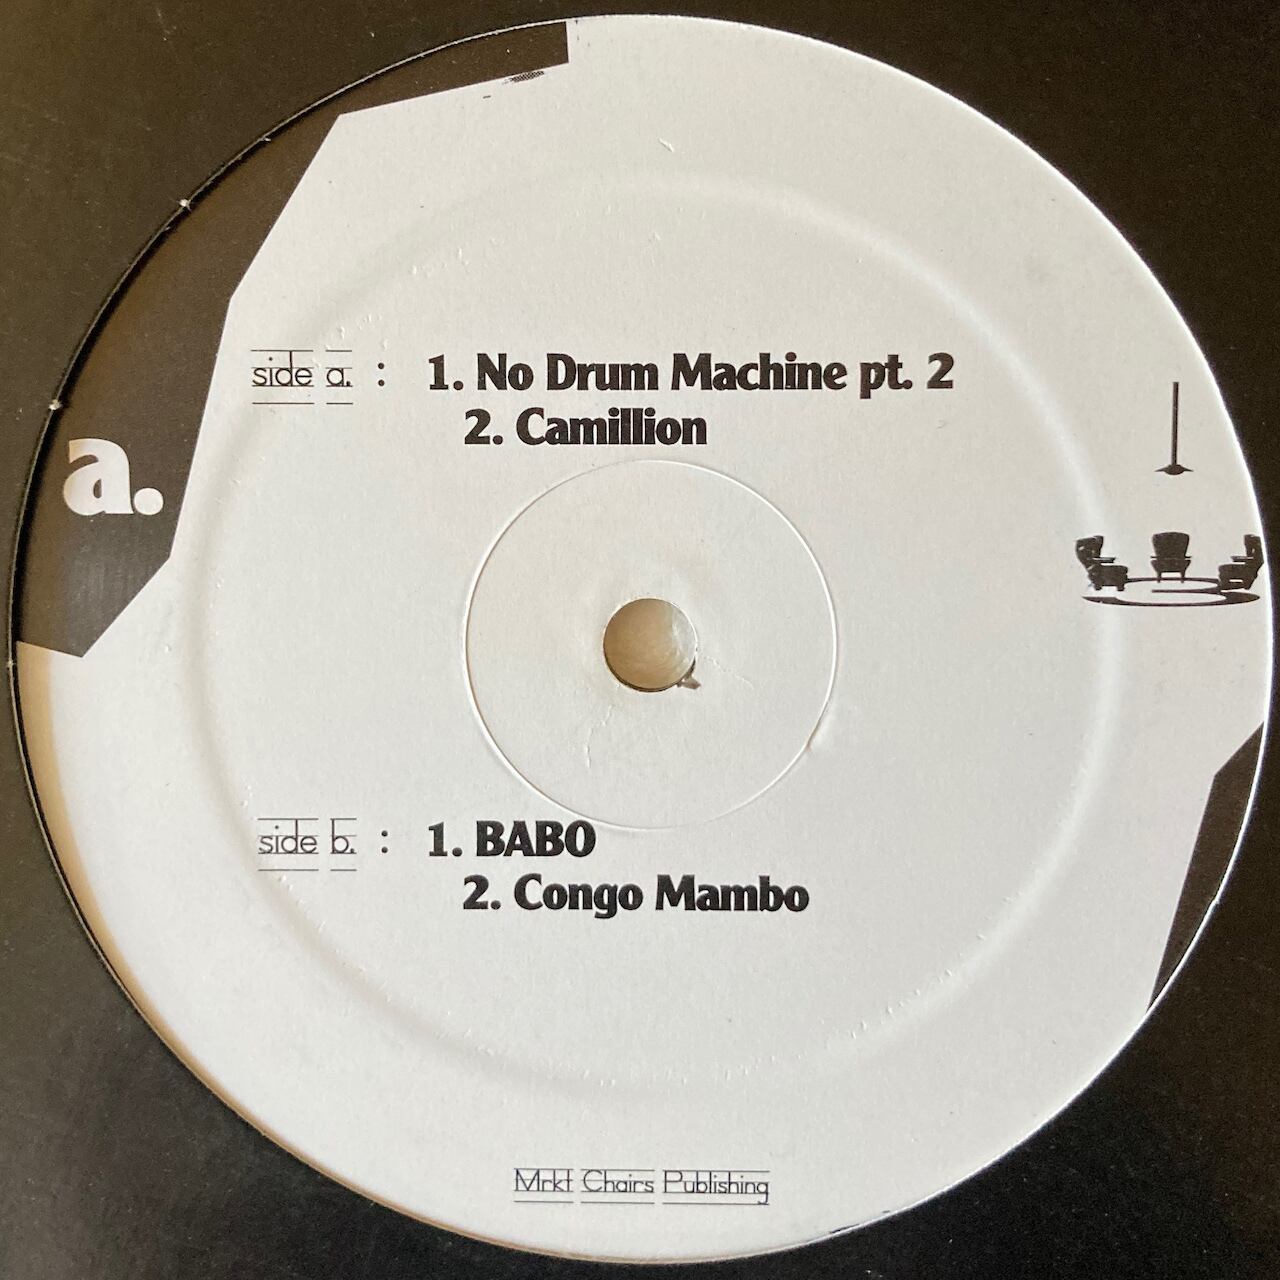 side a. : 1. No Drum Machine pt. 2
2. Camillion
a.
side b. : 1. BABO
2. Congo Mambo
Mrkt Chairs Publishing